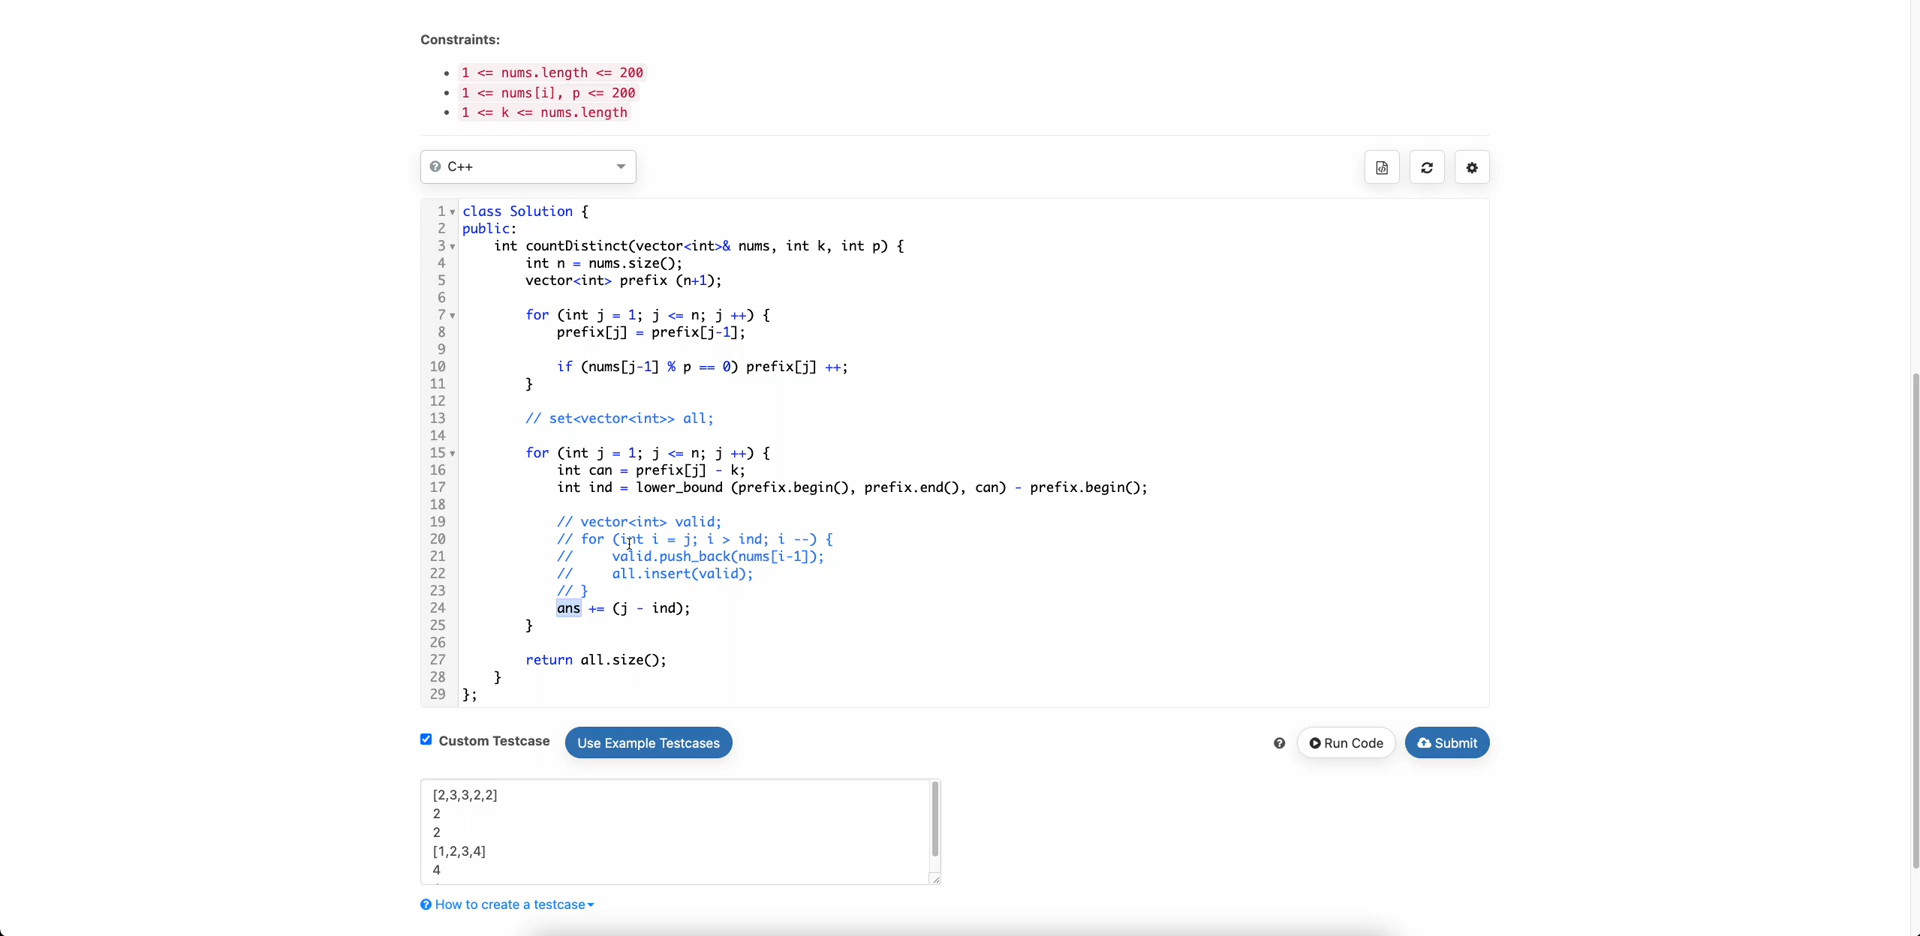 Constraints:
• 1 <= nums.length <= 200
• 1 <= nums[i], p <= 200
• 1 <= k <= nums.length
C++
1 class Solution {
2 public:
3     int countDistinct(vector<int>& nums, int k, int p) {
4         int n = nums.size();
5         vector<int> prefix (n+1);
6
7         for (int j = 1; j <= n; j ++) {
8             prefix[j] = prefix[j-1];
9
10             if (nums[j-1] % p == 0) prefix[j] ++;
11         }
12
13         // set<vector<int>> all;
14
15         for (int j = 1; j <= n; j ++) {
16             int can = prefix[j] - k;
17             int ind = lower_bound (prefix.begin(), prefix.end(), can) - prefix.begin();
18
19             // vector<int> valid;
20             // for (int i = j; i > ind; i --) {
21             //     valid.push_back(nums[i-1]);
22             //     all.insert(valid);
23             // }
24             ans += (j - ind);
25         }
26
27         return all.size();
28     }
29 };
Custom Testcase Use Example Testcases Run Code Submit
[2,3,3,2,2]
2
2
[1,2,3,4]
4
How to create a testcase